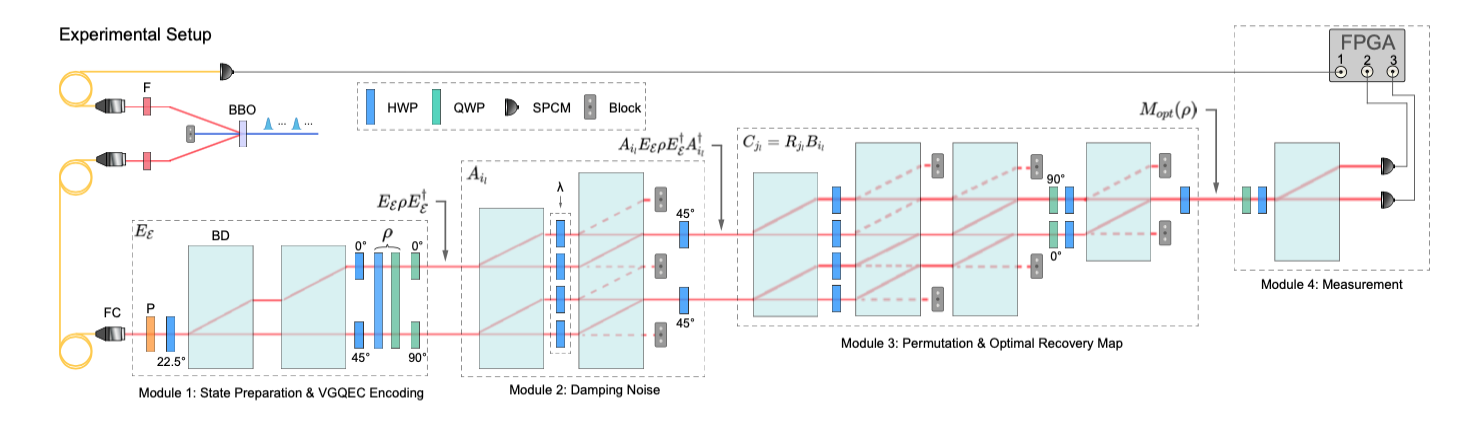 Experimental Setup
FPGA
1 2 3
F
BBO
HWP QWP SPCM Block
M_{opt}(ρ)
A_{i_l}E_ℰρE_ℰ^†A_{i_l}^†
C_{j_l} = R_{j_l}B_{i_l}
A_{i_l}
λ
E_ℰρE_ℰ^†
45°
90°
E_ℰ
BD
0° ρ 0°
0°
FC P
22.5°
45° 90°
45°
Module 1: State Preparation & VGQEC Encoding
Module 2: Damping Noise
Module 3: Permutation & Optimal Recovery Map
Module 4: Measurement